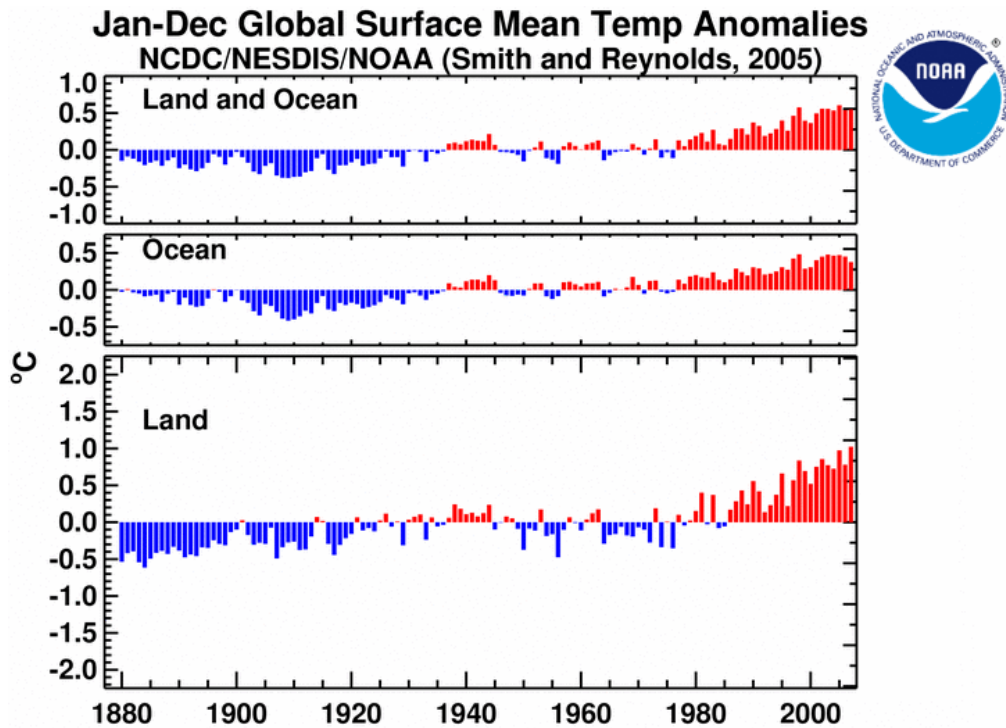 Jan-Dec Global Surface Mean Temp Anomalies
NCDC/NESDIS/NOAA (Smith and Reynolds, 2005)
NATIONAL OCEANIC AND ATMOSPHERIC
NOAA
®
U.S. DEPARTMENT OF COMMERCE
Land and Ocean
1.0
0.5
0.0
-0.5
-1.0
Ocean
0.5
0.0
-0.5
ºC
Land
2.0
1.5
1.0
0.5
0.0
-0.5
-1.0
-1.5
-2.0
1880 1900 1920 1940 1960 1980 2000